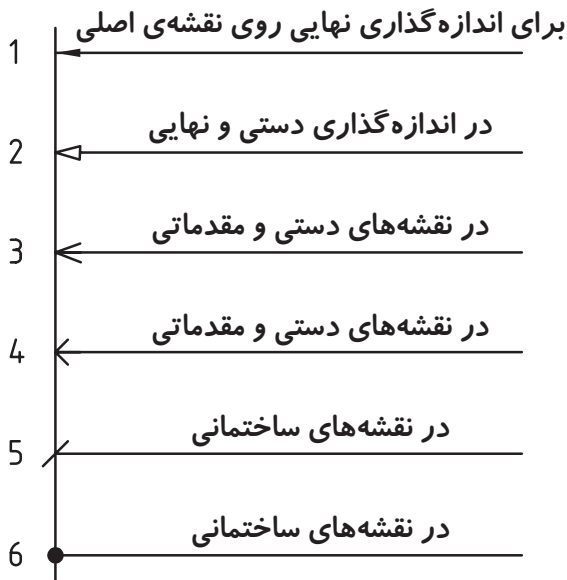 برای اندازه‌گذاری نهایی روی نقشه‌ی اصلی
1
در اندازه‌گذاری دستی و نهایی
2
در نقشه‌های دستی و مقدماتی
3
در نقشه‌های دستی و مقدماتی
4
در نقشه‌های ساختمانی
5
در نقشه‌های ساختمانی
6